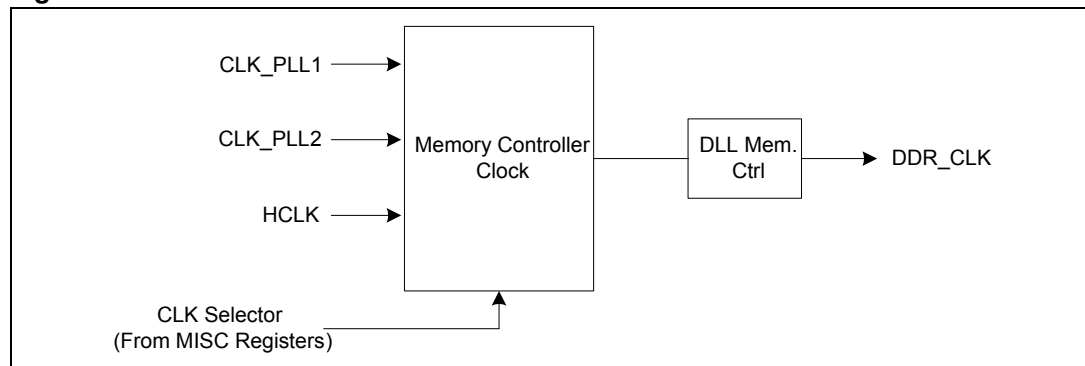 CLK_PLL1
CLK_PLL2
HCLK
Memory Controller
Clock
DLL Mem.
Ctrl
DDR_CLK
CLK Selector
(From MISC Registers)